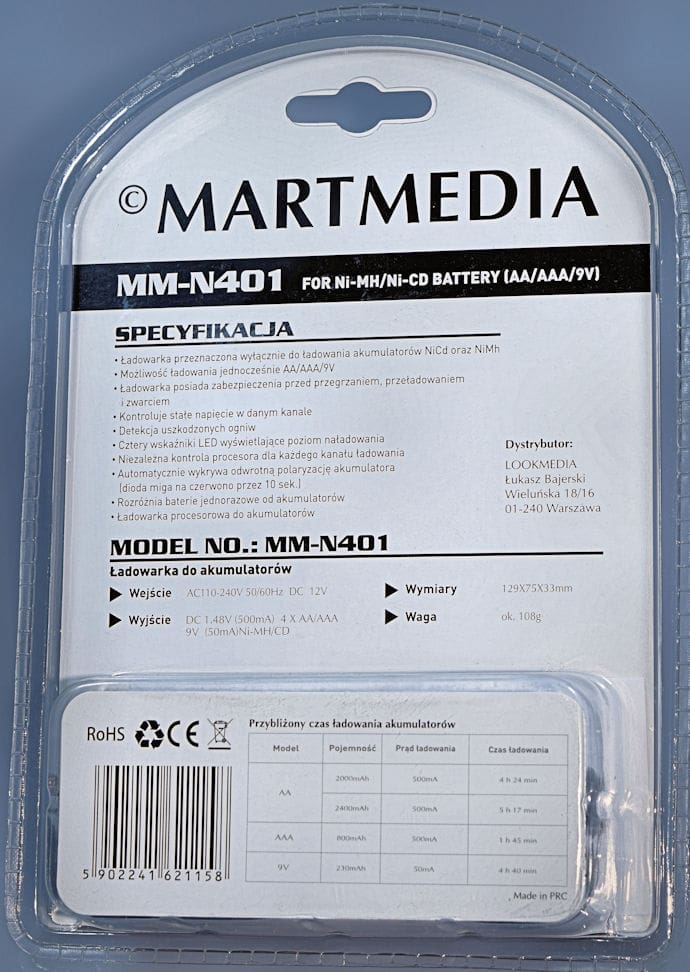 © MARTMEDIA
MM-N401 FOR Ni-MH/Ni-CD BATTERY (AA/AAA/9V)
SPECYFIKACJA
• Ładowarka przeznaczona wyłącznie do ładowania akumulatorów NiCd oraz NiMh
• Możliwość ładowania jednocześnie AA/AAA/9V
• Ładowarka posiada zabezpieczenia przed przegrzaniem, przeładowaniem
i zwarciem
• Kontroluje stałe napięcie w danym kanale
• Detekcja uszkodzonych ogniw
• Cztery wskaźniki LED wyświetlające poziom naładowania
• Niezależna kontrola procesora dla każdego kanału ładowania
• Automatycznie wykrywa odwrotną polaryzację akumulatora
(dioda miga na czerwono przez 10 sek.)
• Rozróżnia baterie jednorazowe od akumulatorów
• Ładowarka procesorowa do akumulatorów
Dystrybutor:
LOOKMEDIA
Łukasz Bajerski
Wieluńska 18/16
01-240 Warszawa
MODEL NO.: MM-N401
Ładowarka do akumulatorów
Wejście AC110-240V 50/60Hz DC 12V
Wyjście DC 1.48V (500mA) 4 X AA/AAA
9V (50mA)Ni-MH/CD
Wymiary 129X75X33mm
Waga ok. 108g
RoHS CE
Przybliżony czas ładowania akumulatorów
Model Pojemność Prąd ładowania Czas ładowania
AA 2000mAh 500mA 4 h 24 min
2400mAh 500mA 5 h 17 min
AAA 800mAh 500mA 1 h 45 min
9V 230mAh 50mA 4 h 40 min
5 902241 621158
Made in PRC